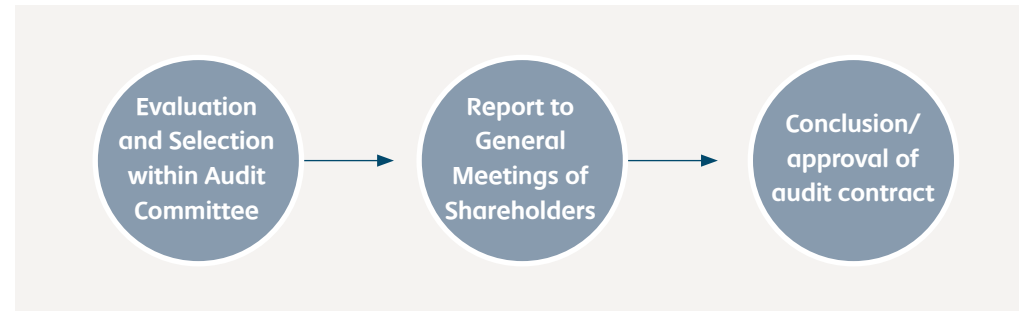 Evaluation
and Selection
within Audit
Committee
Report to
General
Meetings of
Shareholders
Conclusion/
approval of
audit contract